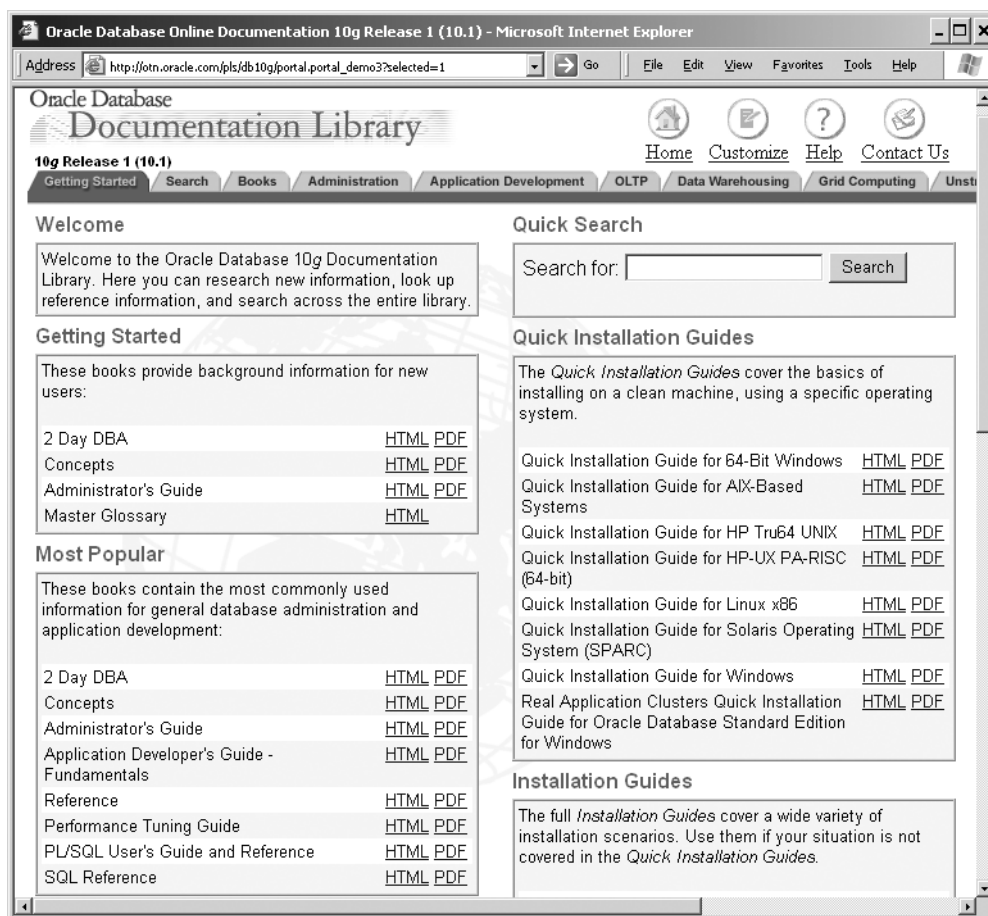 Oracle Database Online Documentation 10g Release 1 (10.1) - Microsoft Internet Explorer
Address http://otn.oracle.com/pls/db10g/portal.portal_demo3?selected=1 Go File Edit View Favorites Tools Help
Oracle Database
Documentation Library
10g Release 1 (10.1)
Home Customize Help Contact Us
Getting Started Search Books Administration Application Development OLTP Data Warehousing Grid Computing Unst
Welcome
Welcome to the Oracle Database 10g Documentation
Library. Here you can research new information, look up
reference information, and search across the entire library.
Getting Started
These books provide background information for new
users:
2 Day DBA HTML PDF
Concepts HTML PDF
Administrator's Guide HTML PDF
Master Glossary HTML
Most Popular
These books contain the most commonly used
information for general database administration and
application development:
2 Day DBA HTML PDF
Concepts HTML PDF
Administrator's Guide HTML PDF
Application Developer's Guide - HTML PDF
Fundamentals
Reference HTML PDF
Performance Tuning Guide HTML PDF
PL/SQL User's Guide and Reference HTML PDF
SQL Reference HTML PDF
Quick Search
Search for: Search
Quick Installation Guides
The Quick Installation Guides cover the basics of
installing on a clean machine, using a specific operating
system.
Quick Installation Guide for 64-Bit Windows HTML PDF
Quick Installation Guide for AIX-Based HTML PDF
Systems
Quick Installation Guide for HP Tru64 UNIX HTML PDF
Quick Installation Guide for HP-UX PA-RISC HTML PDF
(64-bit)
Quick Installation Guide for Linux x86 HTML PDF
Quick Installation Guide for Solaris Operating HTML PDF
System (SPARC)
Quick Installation Guide for Windows HTML PDF
Real Application Clusters Quick Installation HTML PDF
Guide for Oracle Database Standard Edition
for Windows
Installation Guides
The full Installation Guides cover a wide variety of
installation scenarios. Use them if your situation is not
covered in the Quick Installation Guides.